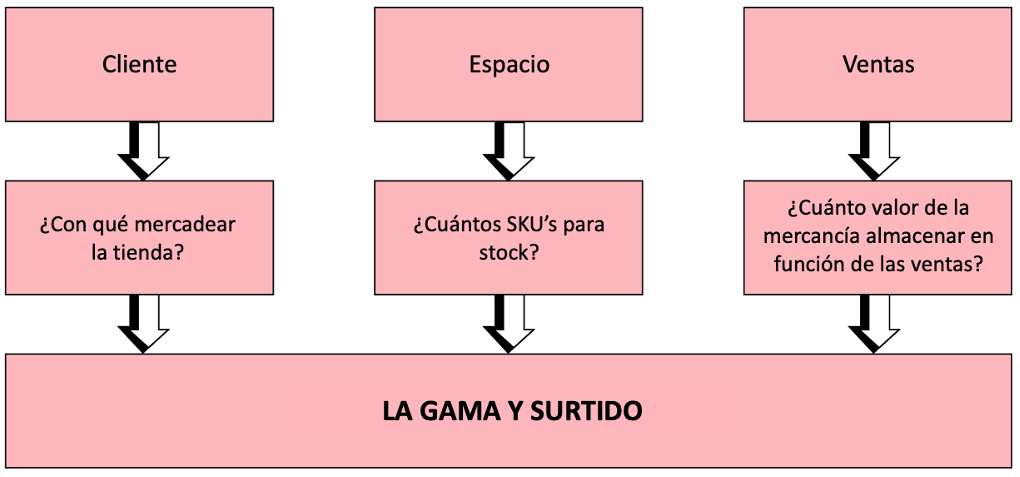 Cliente
Espacio
Ventas
¿Con qué mercadear
la tienda?
¿Cuántos SKU’s para
stock?
¿Cuánto valor de la
mercancía almacenar en
función de las ventas?
LA GAMA Y SURTIDO